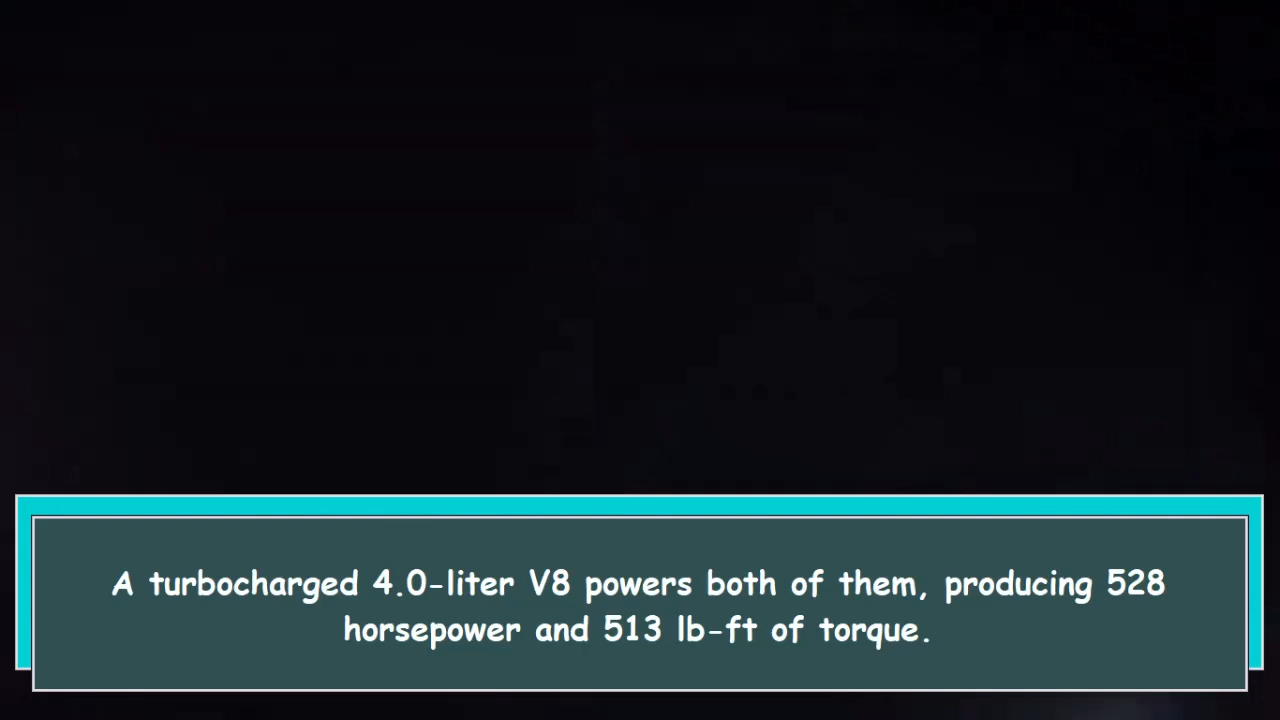 A turbocharged 4.0-liter V8 powers both of them, producing 528
horsepower and 513 lb-ft of torque.